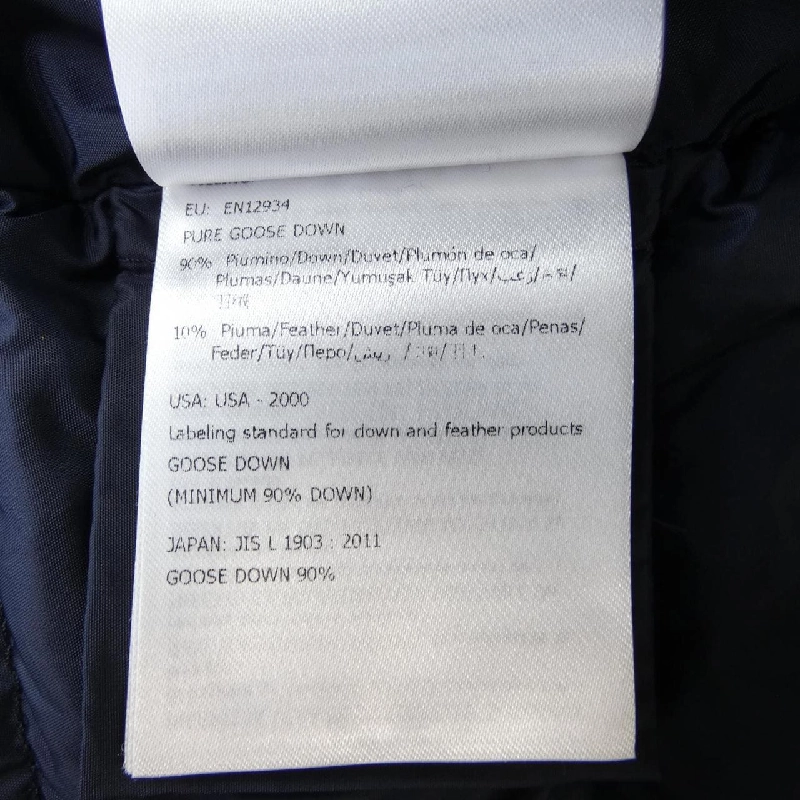 EU: EN12934
PURE GOOSE DOWN
90% Piumino/Down/Duvet/Plumón de oca/
Plumas/Daune/Yumuşak Tüy/Пух/زغب/
10% Piuma/Feather/Duvet/Pluma de oca/Penas/
Feder/Tüy/Перо/ريش/
USA: USA - 2000
Labeling standard for down and feather products
GOOSE DOWN
(MINIMUM 90% DOWN)
JAPAN: JIS L 1903 : 2011
GOOSE DOWN 90%